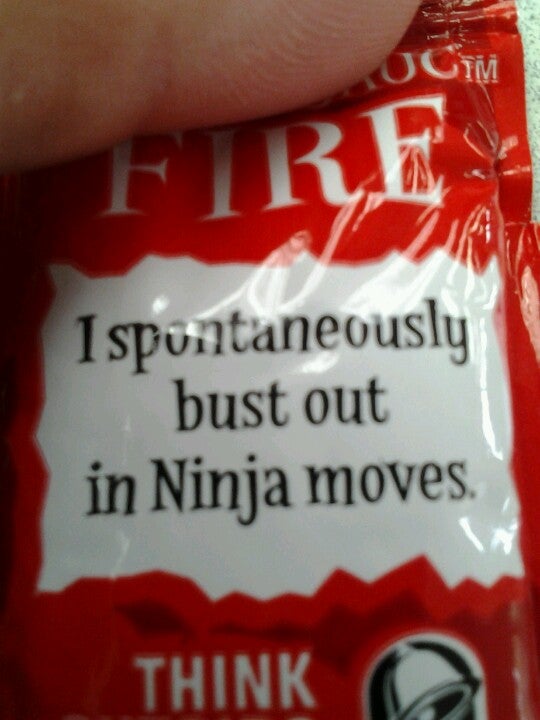 FIRE
I spontaneously
bust out
in Ninja moves.
THINK